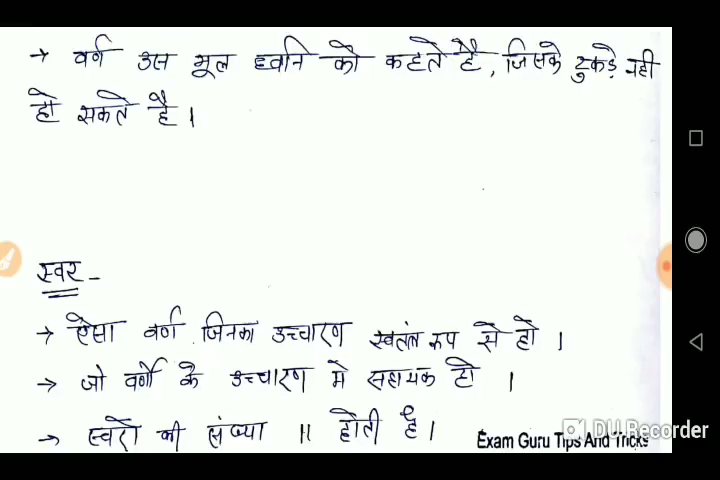 → वर्ण उस मूल ध्वनि को कहते है, जिसके टुकड़े नही
हो सकते है।
स्वर -
→ ऐसा वर्ण जिनका उच्चारण स्वतंत्र रूप से हो ।
→ जो वर्णों के उच्चारण मे सहायक हो ।
→ स्वरों की संख्या 11 होती है।
DU Recorder
Exam Guru Tips And Tricks